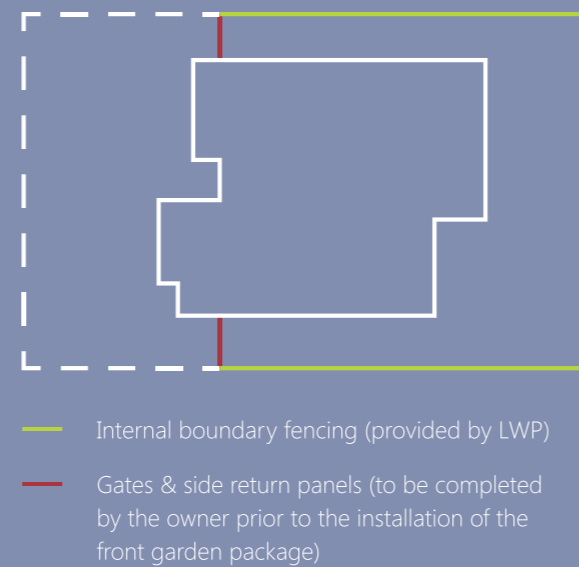 Internal boundary fencing (provided by LWP)
Gates & side return panels (to be completed
by the owner prior to the installation of the
front garden package)